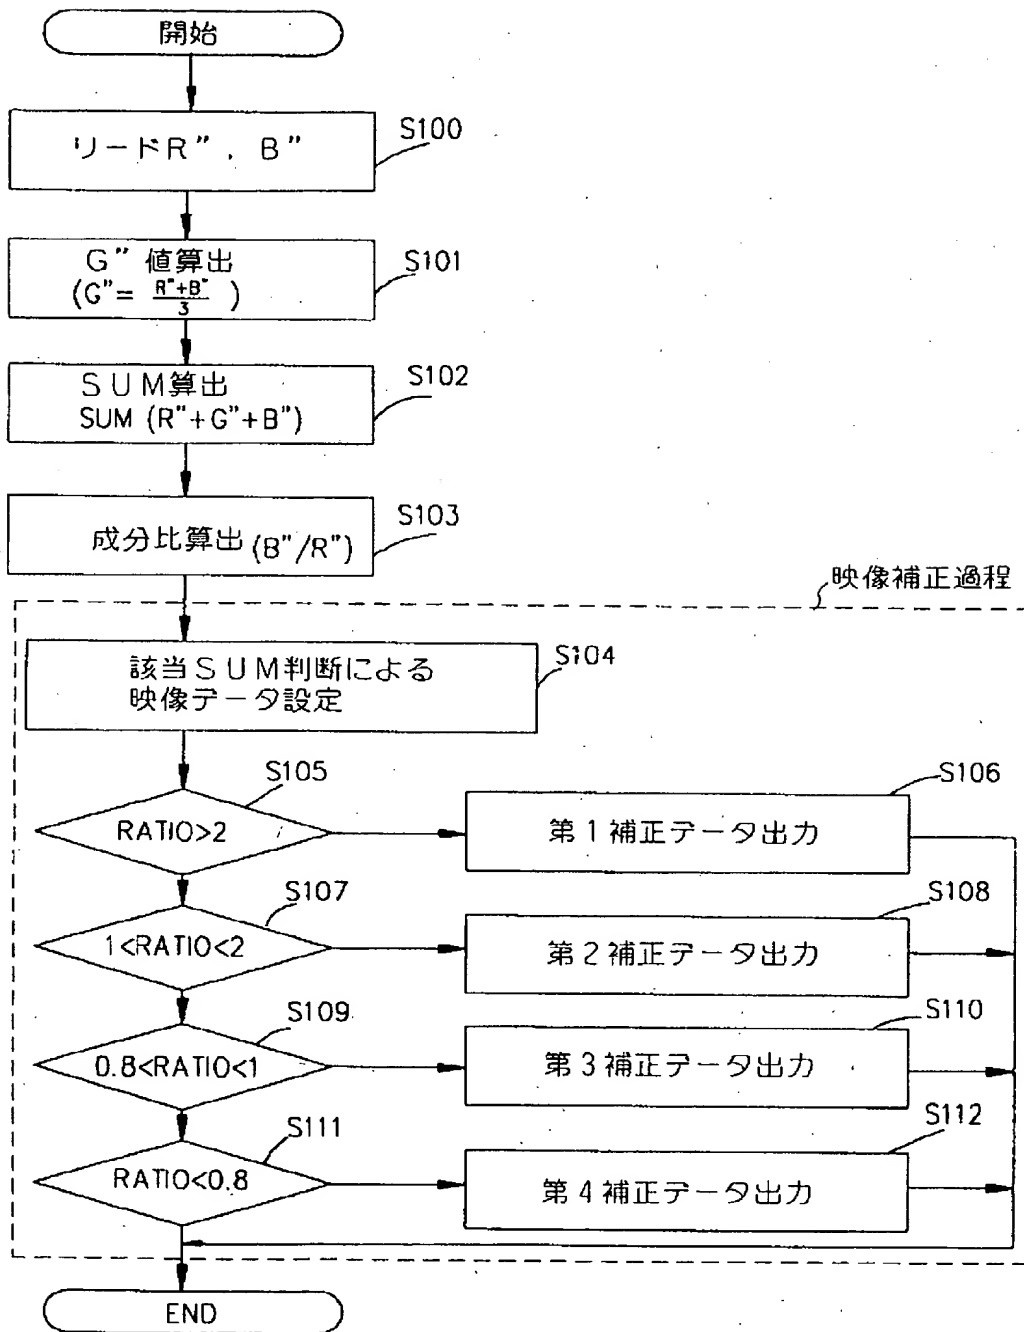 開始
リードR”, B”
S100
G” 値算出
(G"= R"+B"/3 )
S101
SUM算出
SUM (R"+G"+B")
S102
成分比算出 (B"/R")
S103
映像補正過程
該当SUM判断による
映像データ設定
S104
RATIO>2
S105
第1補正データ出力
S106
1<RATIO<2
S107
第2補正データ出力
S108
0.8<RATIO<1
S109
第3補正データ出力
S110
RATIO<0.8
S111
第4補正データ出力
S112
END